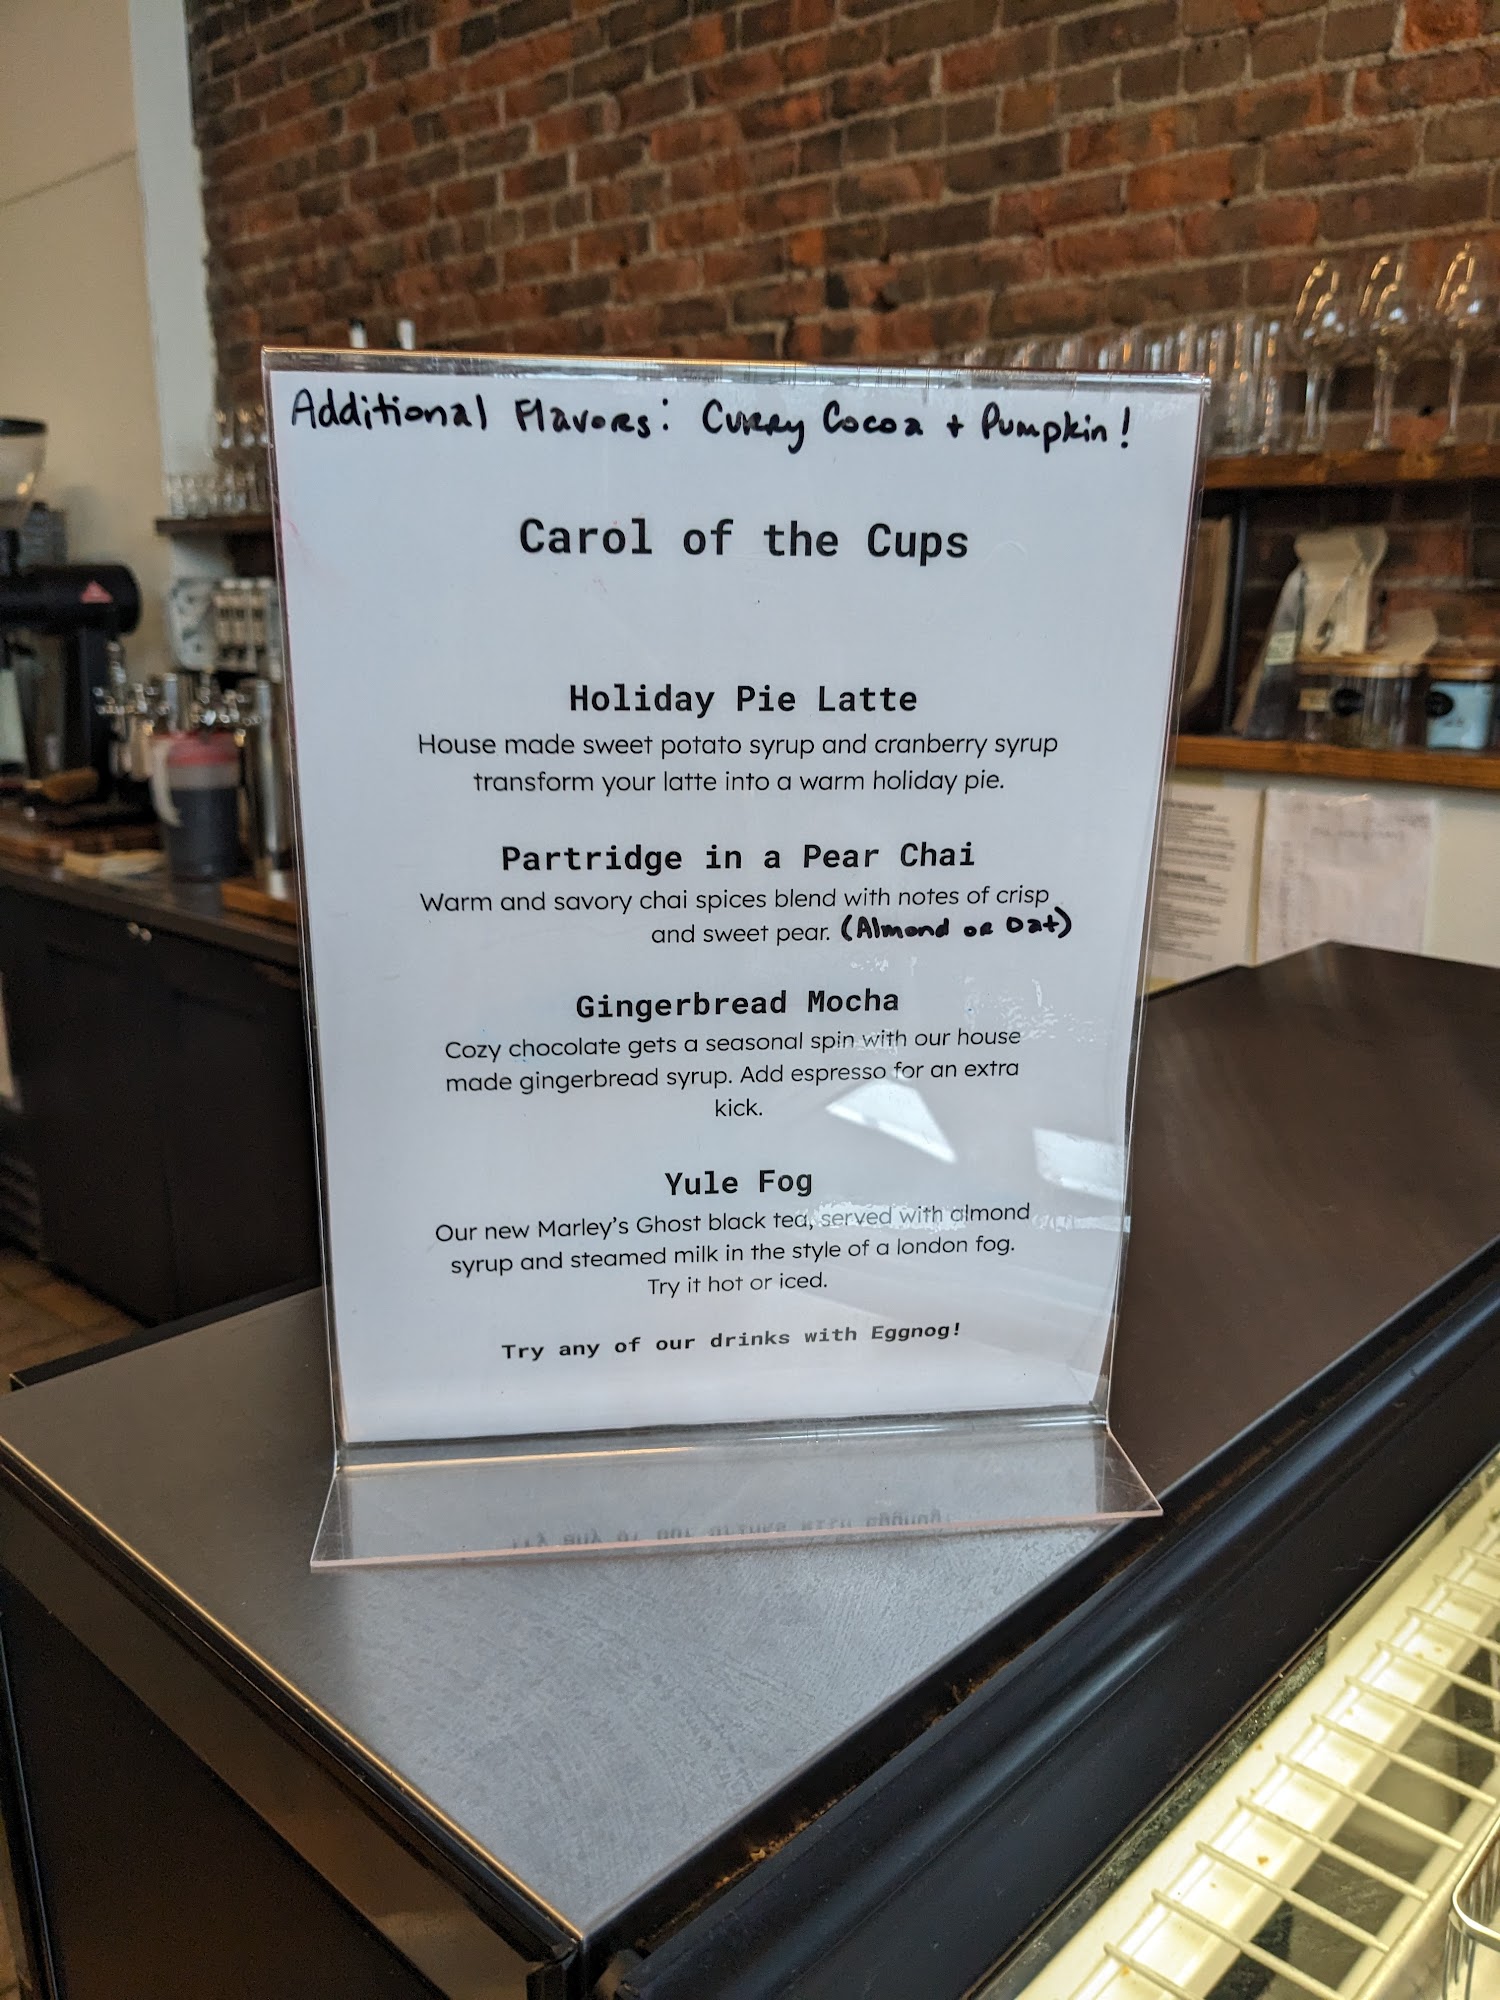 Additional Flavors: Curry Cocoa + Pumpkin!
Carol of the Cups
Holiday Pie Latte
House made sweet potato syrup and cranberry syrup
transform your latte into a warm holiday pie.
Partridge in a Pear Chai
Warm and savory chai spices blend with notes of crisp
and sweet pear. (Almond or Oat)
Gingerbread Mocha
Cozy chocolate gets a seasonal spin with our house
made gingerbread syrup. Add espresso for an extra
kick.
Yule Fog
Our new Marley's Ghost black tea, served with almond
syrup and steamed milk in the style of a london fog.
Try it hot or iced.
Try any of our drinks with Eggnog!